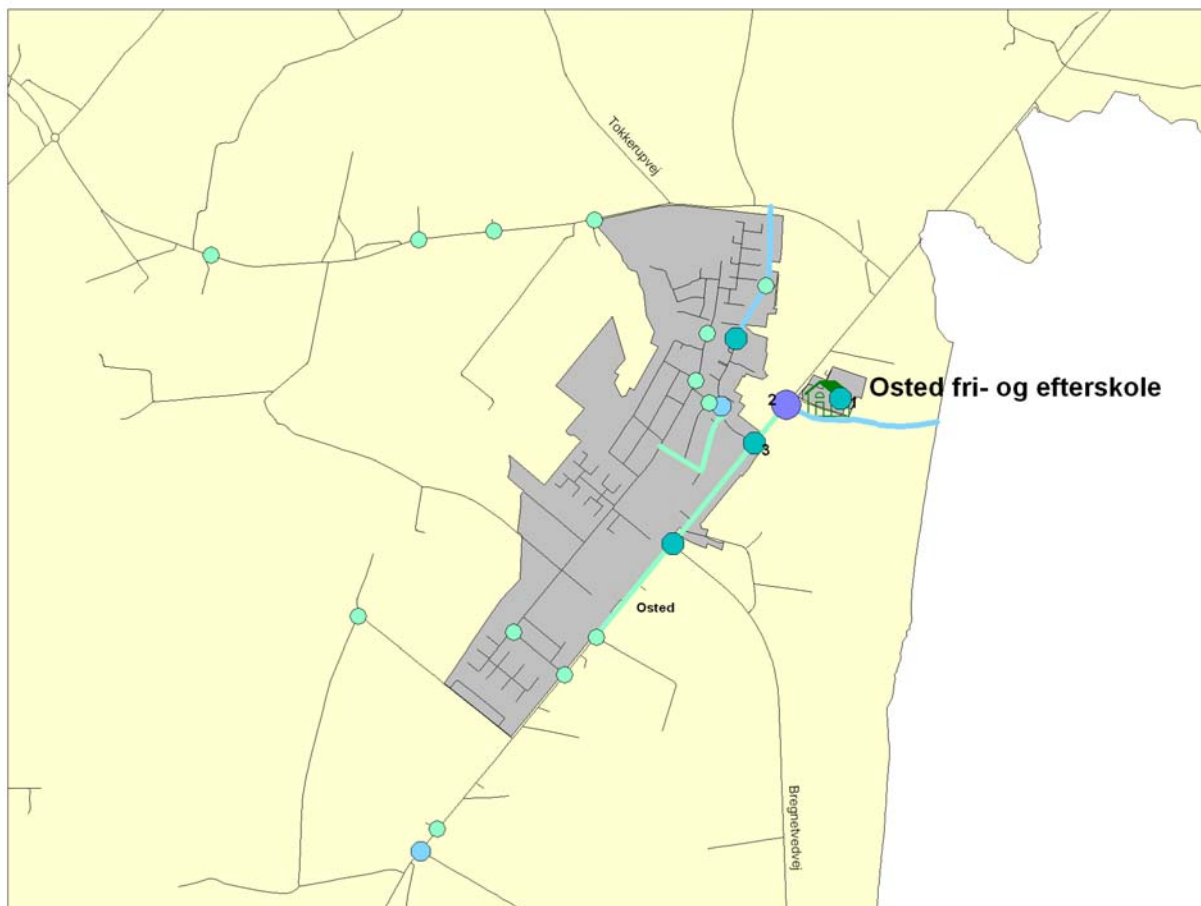 Tokkerupvej
Osted fri- og efterskole
1
2
3
Osted
Bregnetvedvej